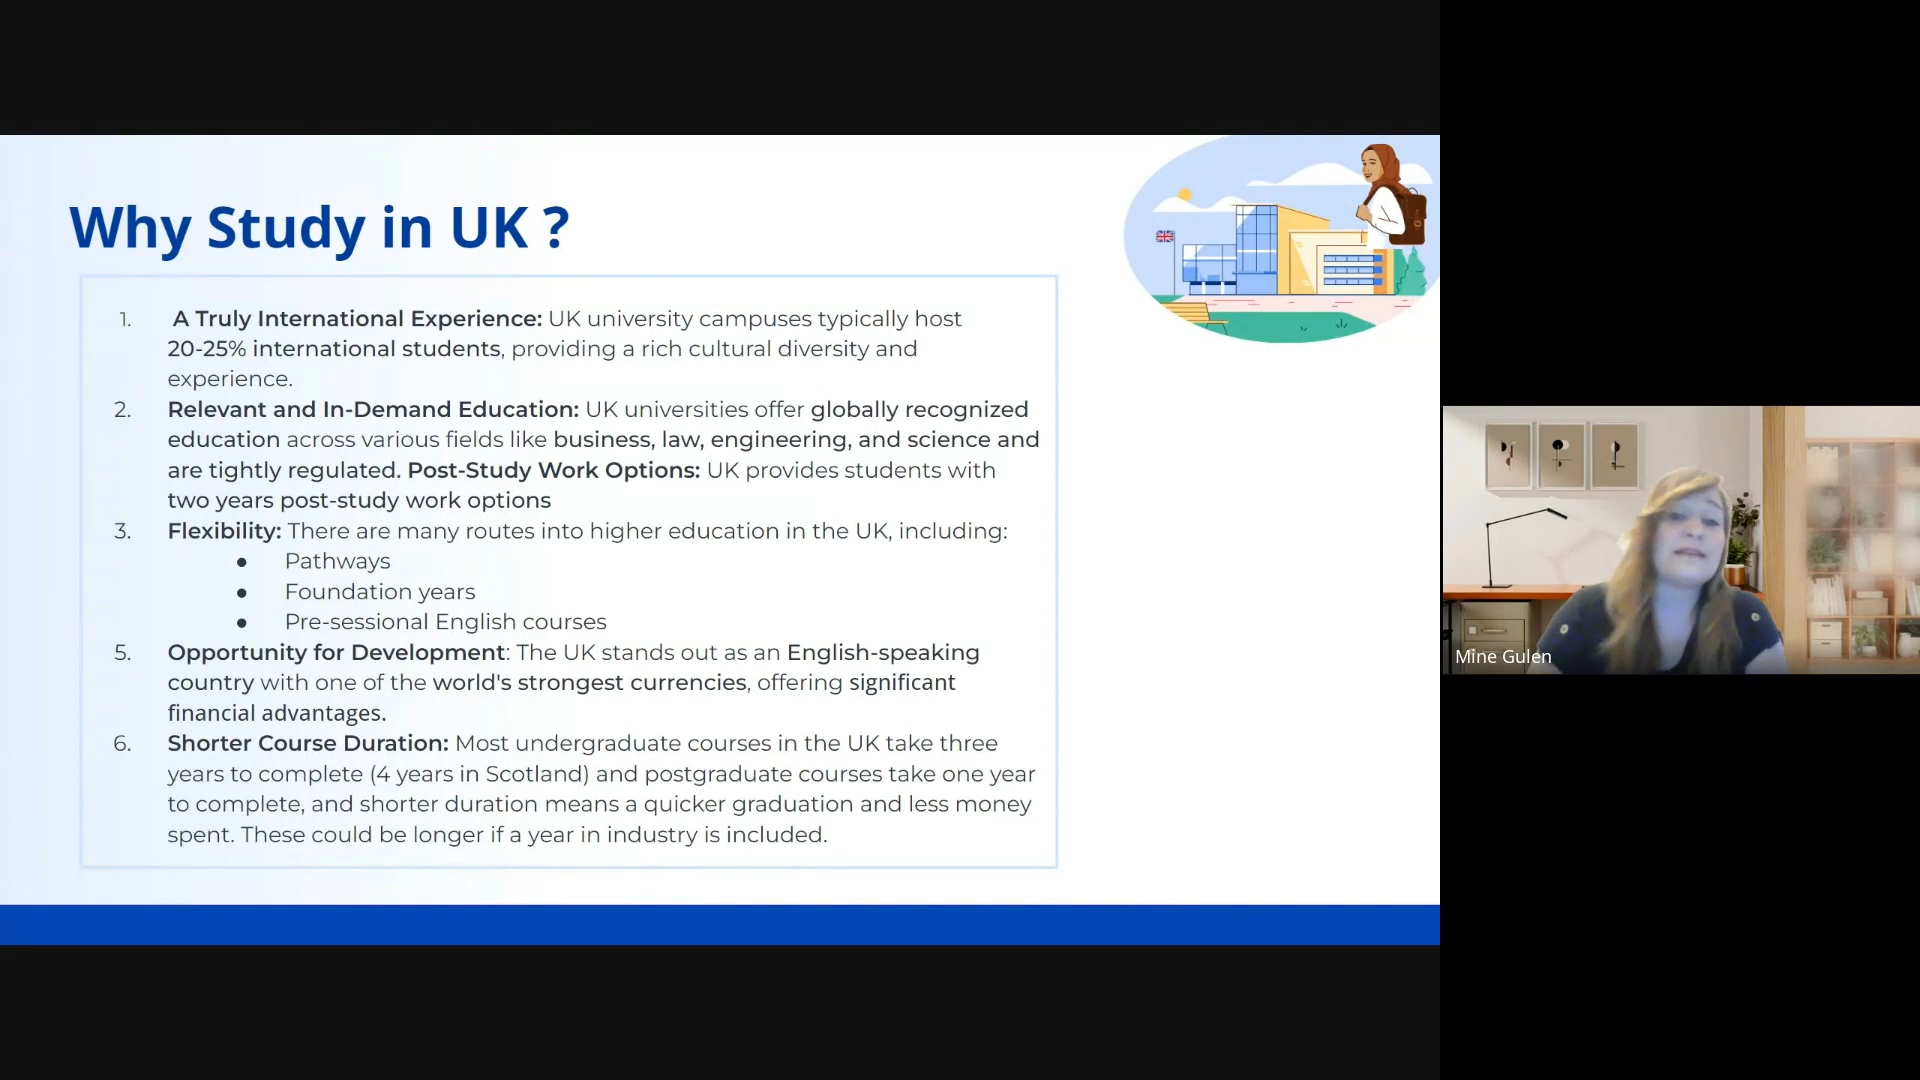 Why Study in UK ?
1. A Truly International Experience: UK university campuses typically host
20-25% international students, providing a rich cultural diversity and
experience.
2. Relevant and In-Demand Education: UK universities offer globally recognized
education across various fields like business, law, engineering, and science and
are tightly regulated. Post-Study Work Options: UK provides students with
two years post-study work options
3. Flexibility: There are many routes into higher education in the UK, including:
● Pathways
● Foundation years
● Pre-sessional English courses
5. Opportunity for Development: The UK stands out as an English-speaking
country with one of the world's strongest currencies, offering significant
financial advantages.
6. Shorter Course Duration: Most undergraduate courses in the UK take three
years to complete (4 years in Scotland) and postgraduate courses take one year
to complete, and shorter duration means a quicker graduation and less money
spent. These could be longer if a year in industry is included.
Mine Gulen